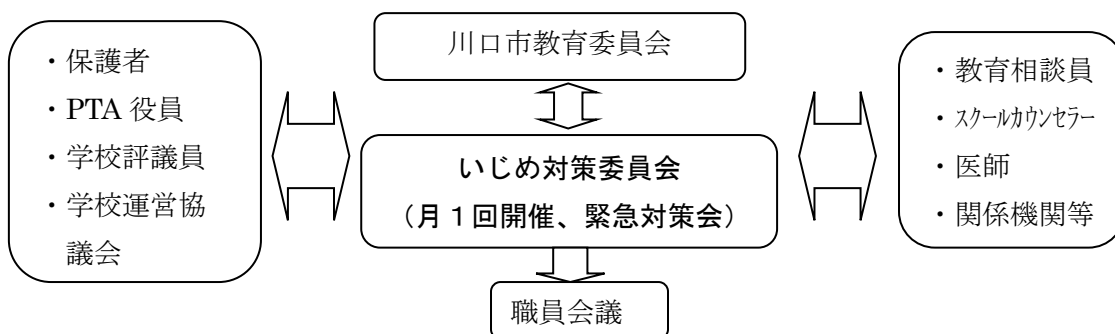 川口市教育委員会
・保護者
・PTA 役員
・学校評議員
・学校運営協
議会
いじめ対策委員会
（月１回開催、緊急対策会）
・教育相談員
・ｽｸｰﾙｶｳﾝｾﾗｰ
・医師
・関係機関等
職員会議